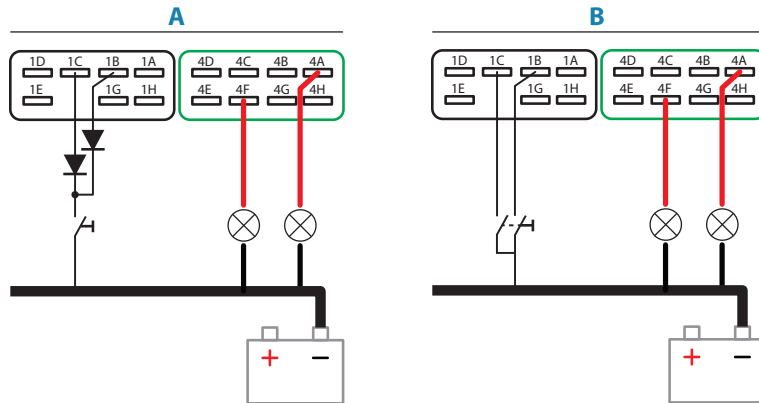 A
1D 1C 1B 1A 4D 4C 4B 4A
1E 1G 1H 4E 4F 4G 4H
+ −
B
1D 1C 1B 1A 4D 4C 4B 4A
1E 1G 1H 4E 4F 4G 4H
+ −